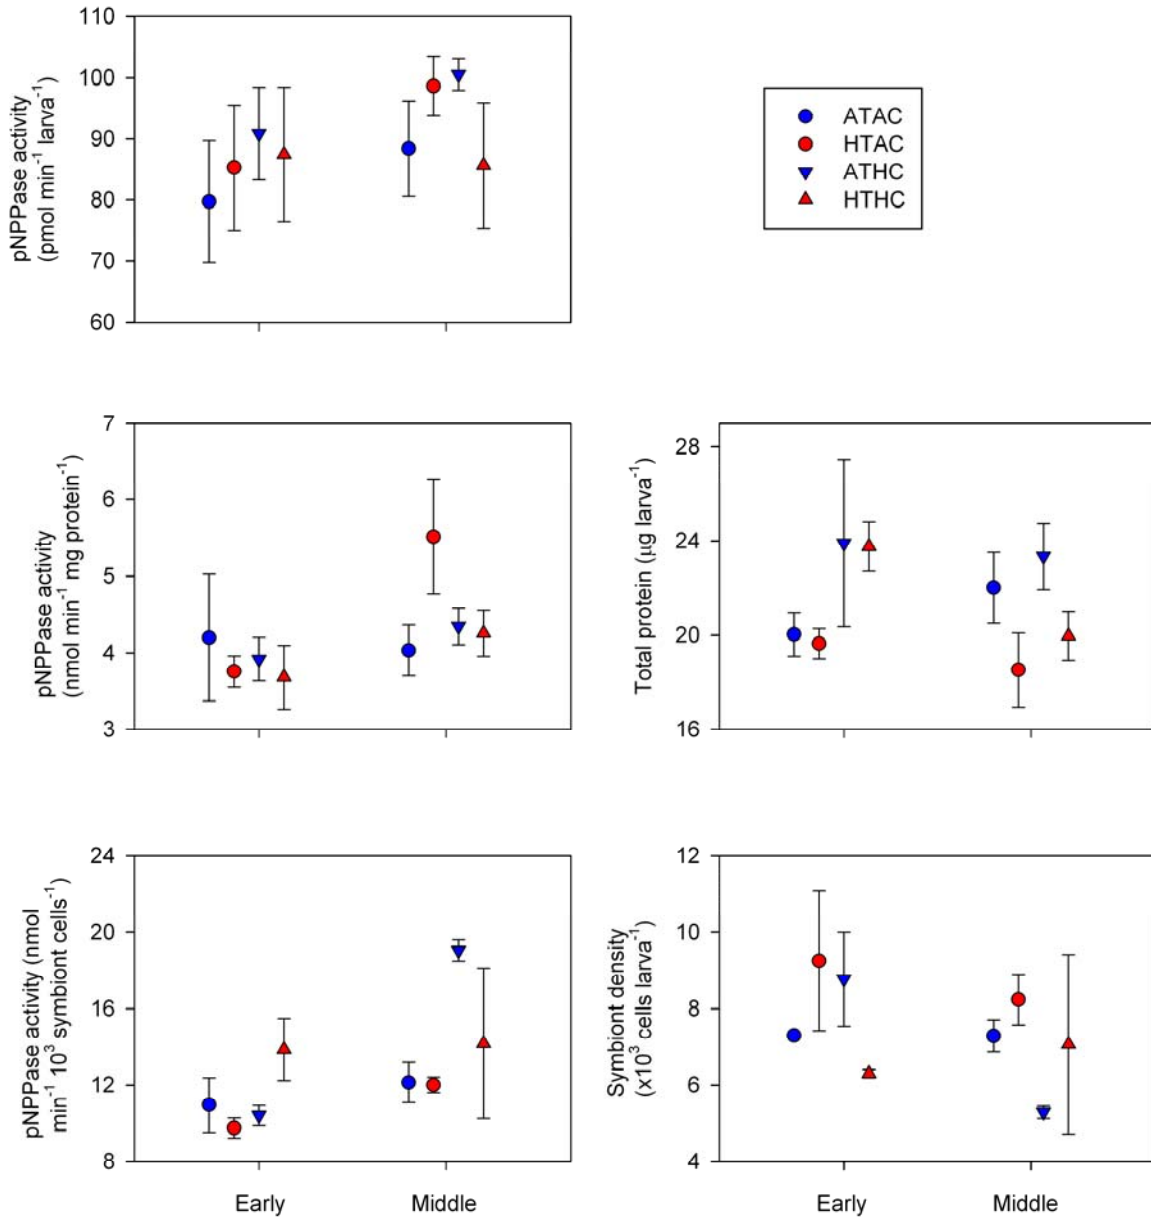 110
100
90
80
70
60
pNPPase activity
(pmol min⁻¹ larva⁻¹)
ATAC
HTAC
ATHC
HTHC
7
6
5
4
3
pNPPase activity
(nmol min⁻¹ mg protein⁻¹)
28
24
20
16
Total protein (μg larva⁻¹)
24
20
16
12
8
pNPPase activity (nmol
min⁻¹ 10³ symbiont cells⁻¹)
Early Middle
12
10
8
6
4
Symbiont density
(x10³ cells larva⁻¹)
Early Middle